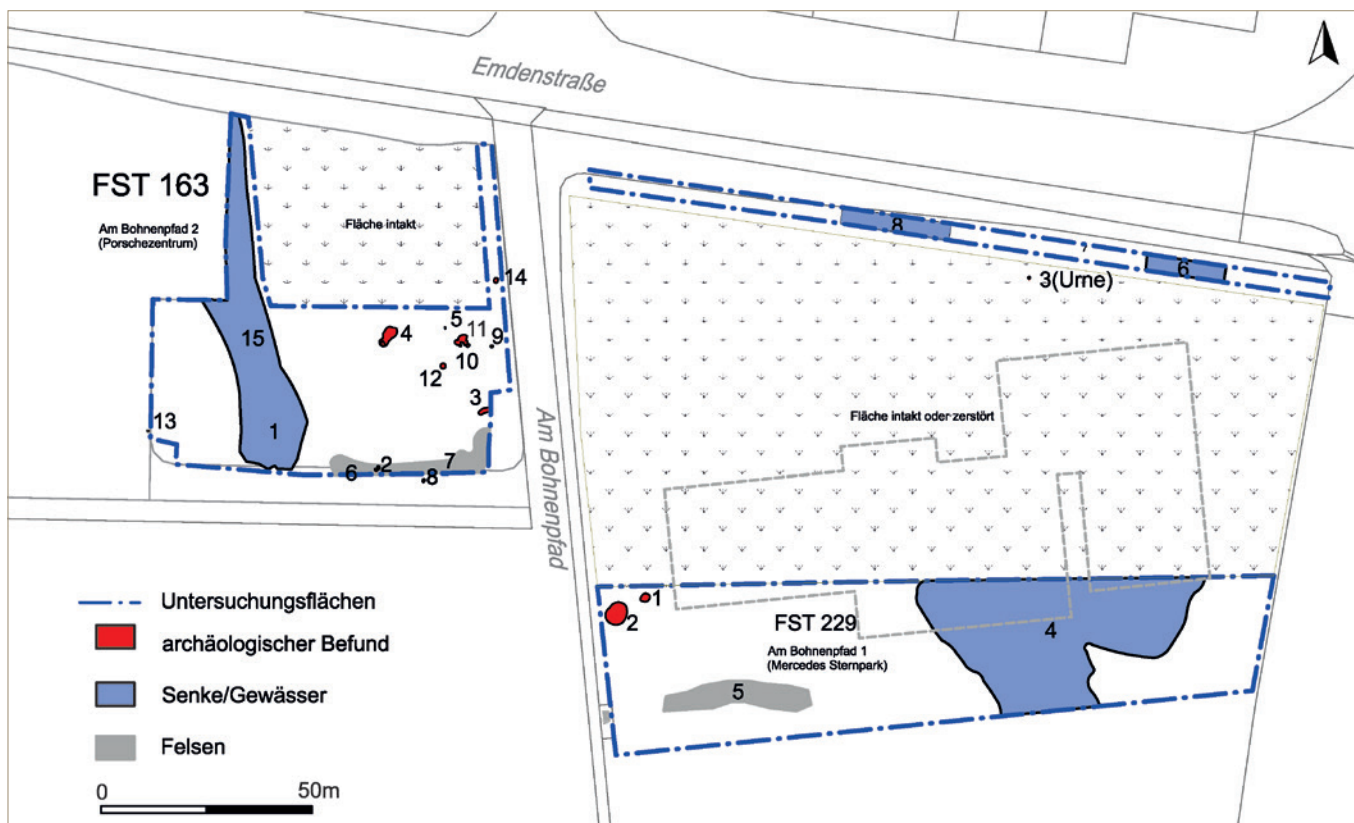 Emdenstraße
FST 163
Am Bohnenpfad 2
(Porschezentrum)
Fläche intakt
8
7
6
3(Urne)
14
5
11
4
9
10
12
15
3
13
1
2
7
6
8
Am Bohnenpfad
Fläche intakt oder zerstört
1
2
FST 229
4
Am Bohnenpfad 1
(Mercedes Sternpark)
5
Untersuchungsflächen
archäologischer Befund
Senke/Gewässer
Felsen
0
50m